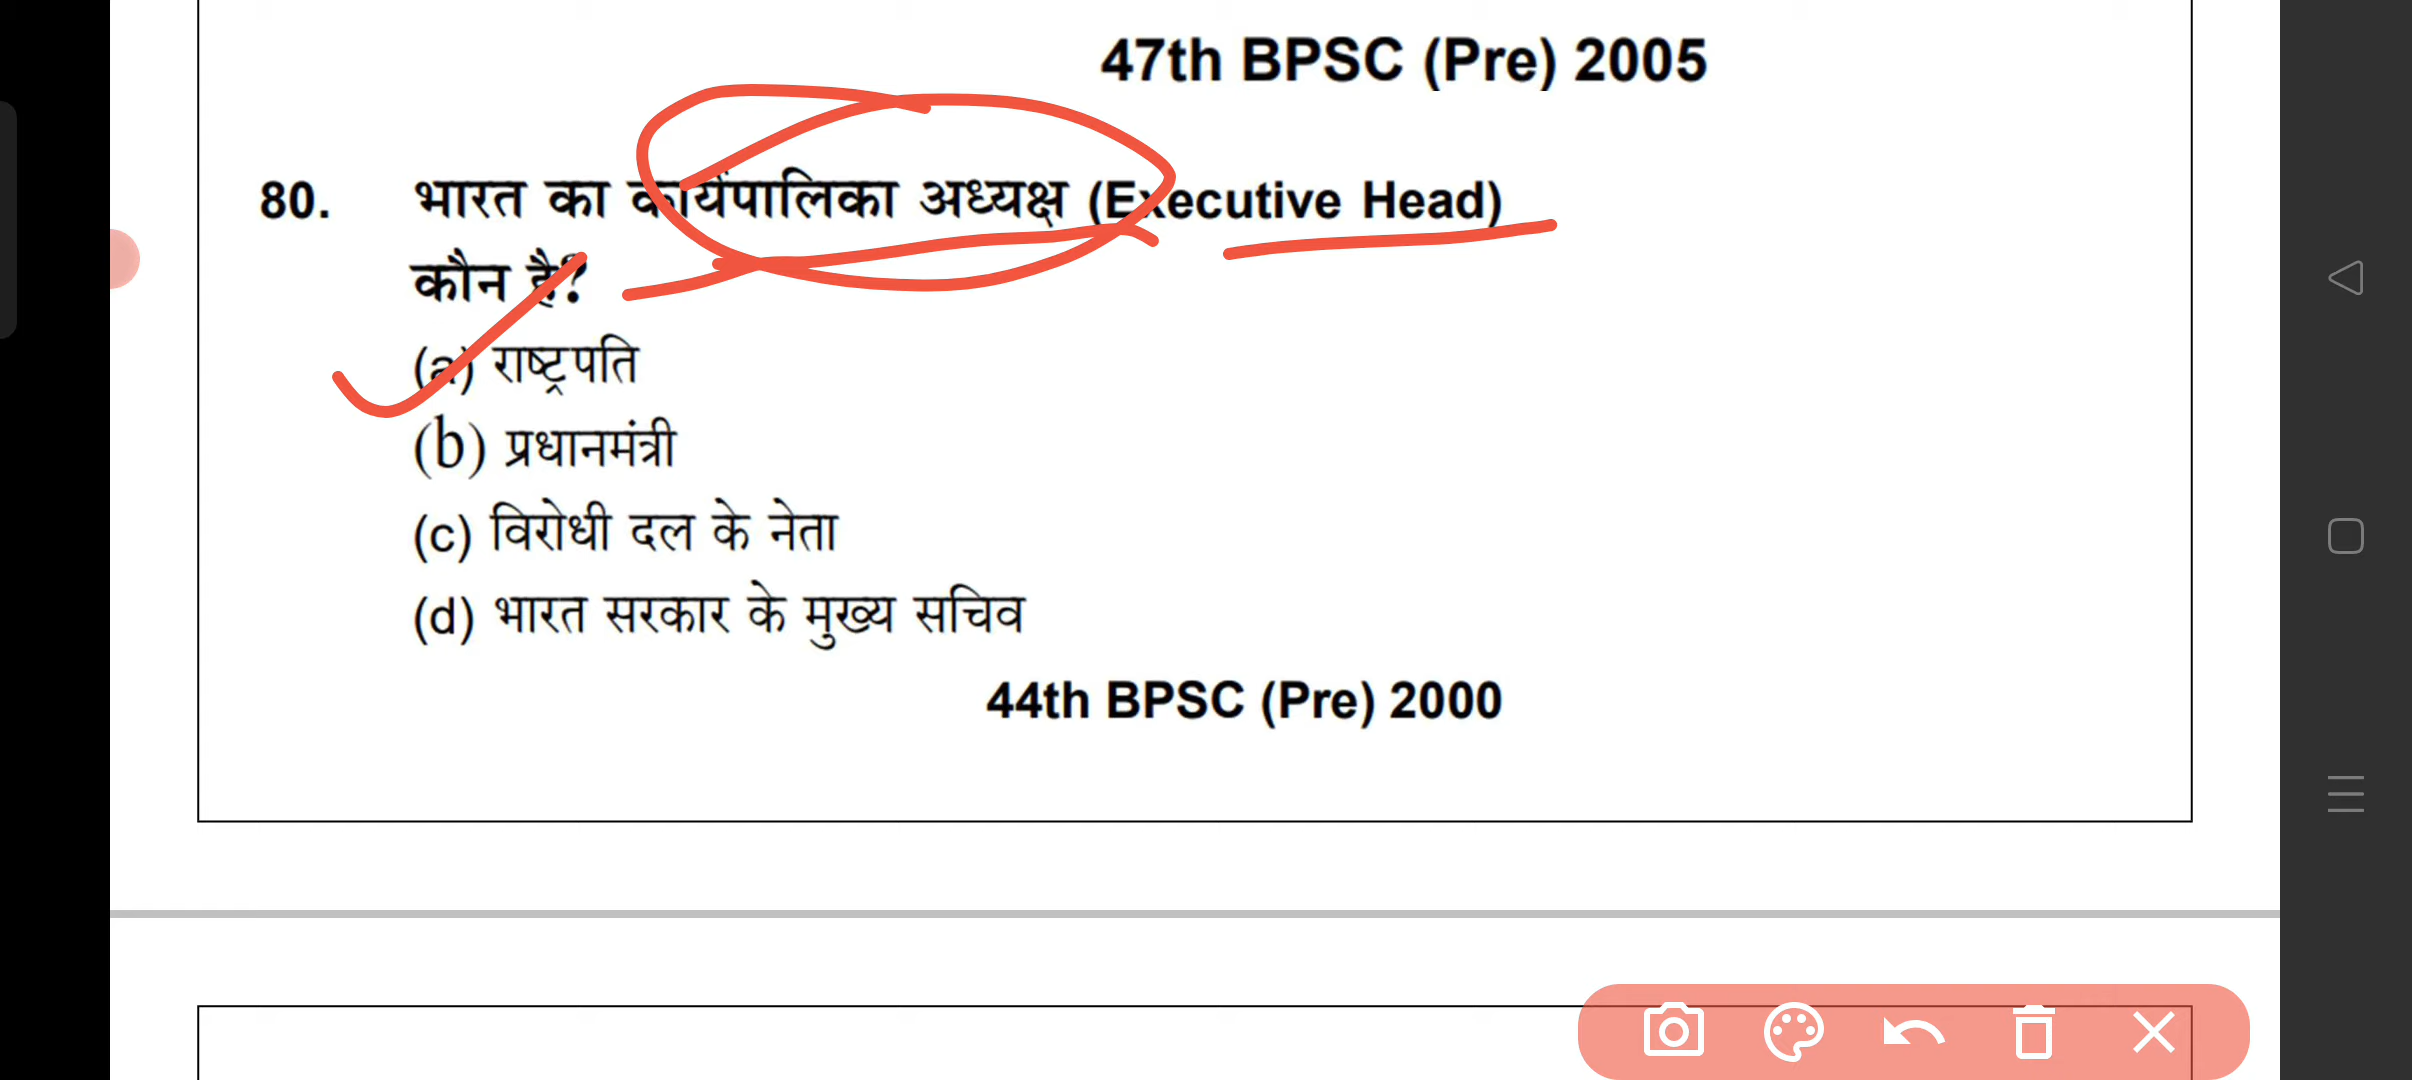 47th BPSC (Pre) 2005
80. भारत का कार्यपालिका अध्यक्ष (Executive Head)
कौन है?
(a) राष्ट्रपति
(b) प्रधानमंत्री
(c) विरोधी दल के नेता
(d) भारत सरकार के मुख्य सचिव
44th BPSC (Pre) 2000